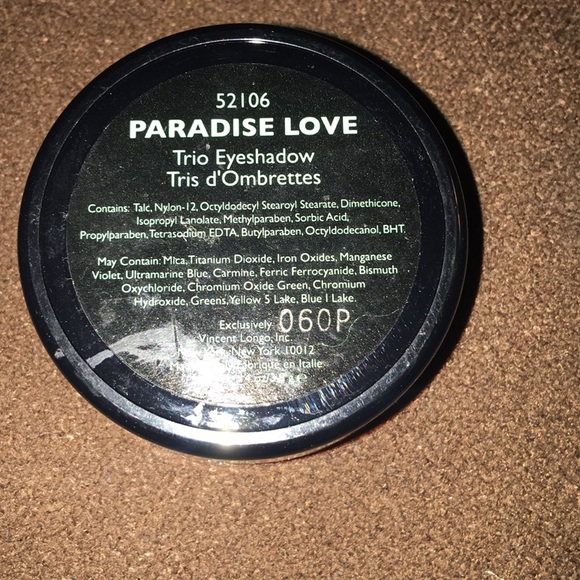 52106
PARADISE LOVE
Trio Eyeshadow
Tris d'Ombrettes
Contains: Talc, Nylon-12, Octyldodecyl Stearoyl Stearate, Dimethicone,
Isopropyl Lanolate, Methylparaben, Sorbic Acid,
Propylparaben, Tetrasodium EDTA, Butylparaben, Octyldodecanol, BHT.
May Contain: Mica, Titanium Dioxide, Iron Oxides, Manganese
Violet, Ultramarine Blue, Carmine, Ferric Ferrocyanide, Bismuth
Oxychloride, Chromium Oxide Green, Chromium
Hydroxide, Greens, Yellow 5 Lake, Blue 1 Lake.
Exclusively 060P
Vincent Longo, Inc.
New York 10012
en Italie